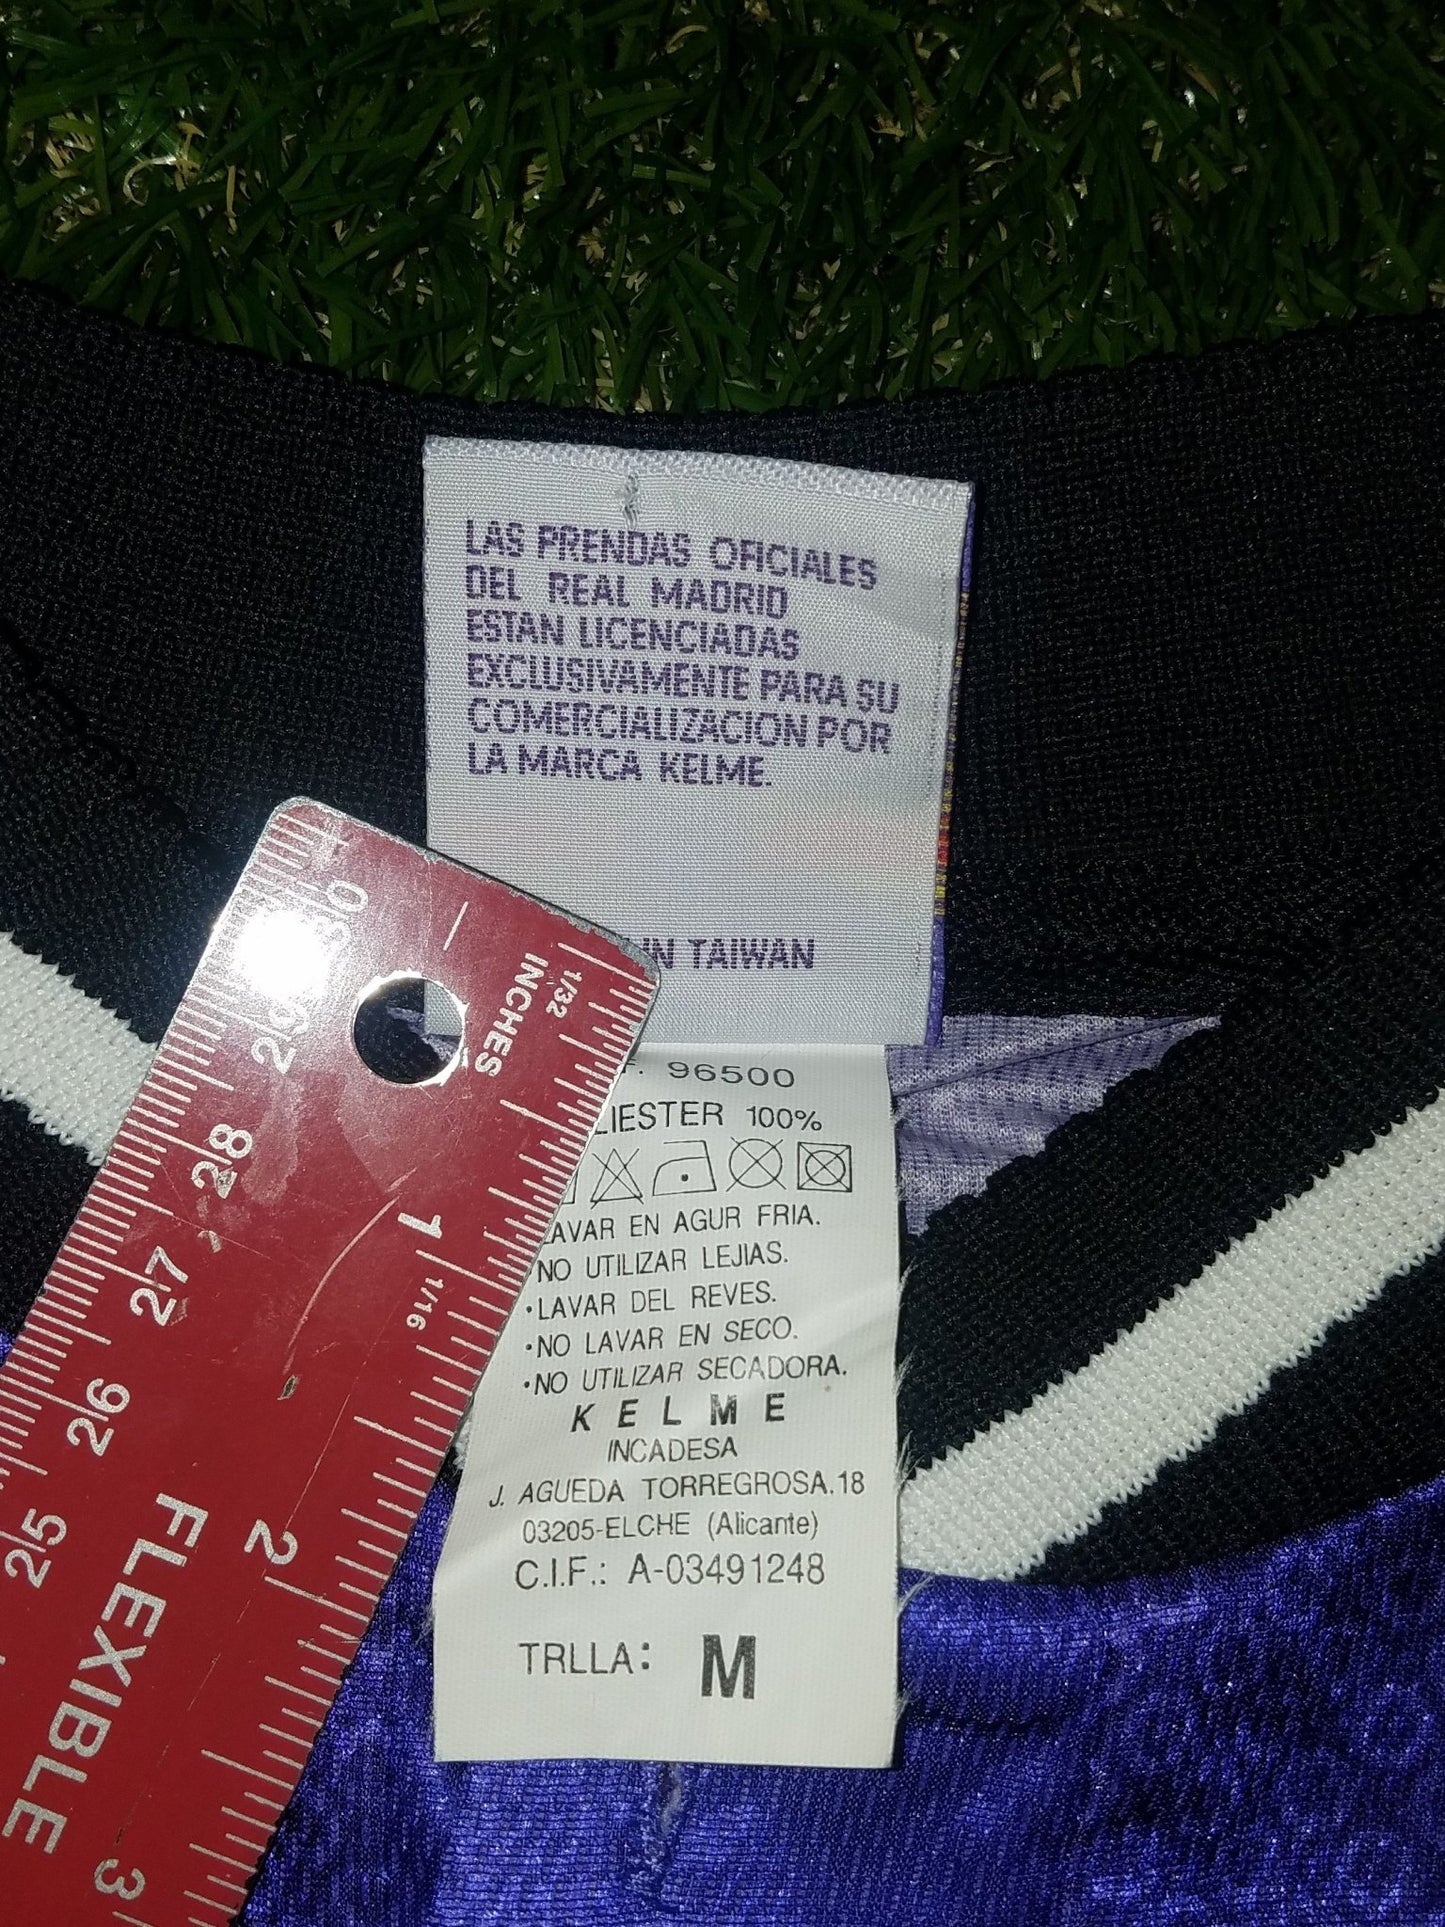 LAS PRENDAS OFICIALES
DEL REAL MADRID
ESTAN LICENCIADAS
EXCLUSIVAMENTE PARA SU
COMERCIALIZACION POR
LA MARCA KELME.
IN TAIWAN
96500
LIESTER 100%
AVAR EN AGUR FRIA.
NO UTILIZAR LEJIAS.
•LAVAR DEL REVES.
•NO LAVAR EN SECO.
•NO UTILIZAR SECADORA.
KELME
INCADESA
J. AGUEDA TORREGROSA.18
03205-ELCHE (Alicante)
C.I.F.: A-03491248
TRLLA: M
INCHES
1/32
1
1/16
2
3
30
29
28
27
26
25
FLEXIBLE